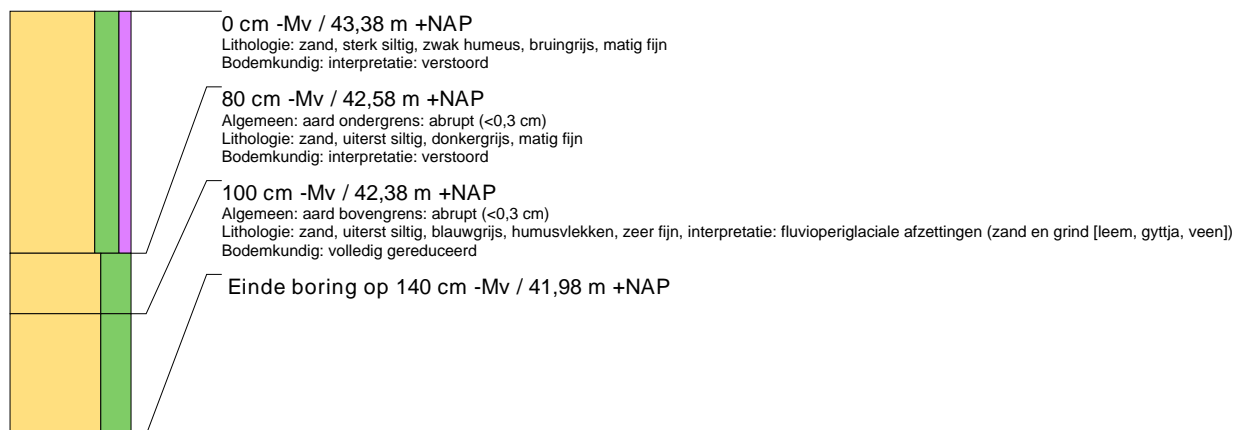 0 cm -Mv / 43,38 m +NAP
Lithologie: zand, sterk siltig, zwak humeus, bruingrijs, matig fijn
Bodemkundig: interpretatie: verstoord
80 cm -Mv / 42,58 m +NAP
Algemeen: aard ondergrens: abrupt (<0,3 cm)
Lithologie: zand, uiterst siltig, donkergrijs, matig fijn
Bodemkundig: interpretatie: verstoord
100 cm -Mv / 42,38 m +NAP
Algemeen: aard bovengrens: abrupt (<0,3 cm)
Lithologie: zand, uiterst siltig, blauwgrijs, humusvlekken, zeer fijn, interpretatie: fluvioperiglaciale afzettingen (zand en grind [leem, gyttja, veen])
Bodemkundig: volledig gereduceerd
Einde boring op 140 cm -Mv / 41,98 m +NAP